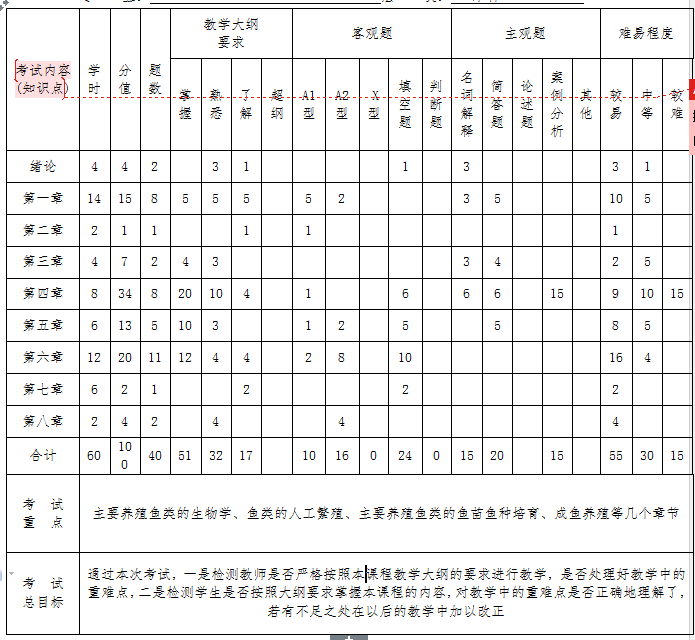 考试内容 学 分 题 教学大纲 客观题 主观题 难易程度
(知识点) 时 值 数 要求
掌握 熟悉 了解 超纲 A1型 A2型 X型 填空题 判断题 名词解释 简答题 论述题 案例分析 其他 较易 中等 较难
绪论 4 4 2 3 1 1 3 3 1
第一章 14 15 8 5 5 5 5 2 3 5 10 5
第二章 2 1 1 1 1 1
第三章 4 7 2 4 3 3 4 2 5
第四章 8 34 8 20 10 4 1 6 6 6 15 9 10 15
第五章 6 13 5 10 3 1 2 5 5 8 5
第六章 12 20 11 12 4 4 2 8 10 16 4
第七章 6 2 1 2 2 2
第八章 2 4 2 4 4 4
合计 60 100 40 51 32 17 10 16 0 24 0 15 20 15 55 30 15
考 试
重 点
主要养殖鱼类的生物学、鱼类的人工繁殖、主要养殖鱼类的鱼苗鱼种培育、成鱼养殖等几个章节
考 试
总目标
通过本次考试，一是检测教师是否严格按照本课程教学大纲的要求进行教学，是否处理好教学中的
重难点，二是检测学生是否按照大纲要求掌握本课程的内容，对教学中的重难点是否正确地理解了，
若有不足之处在以后的教学中加以改正